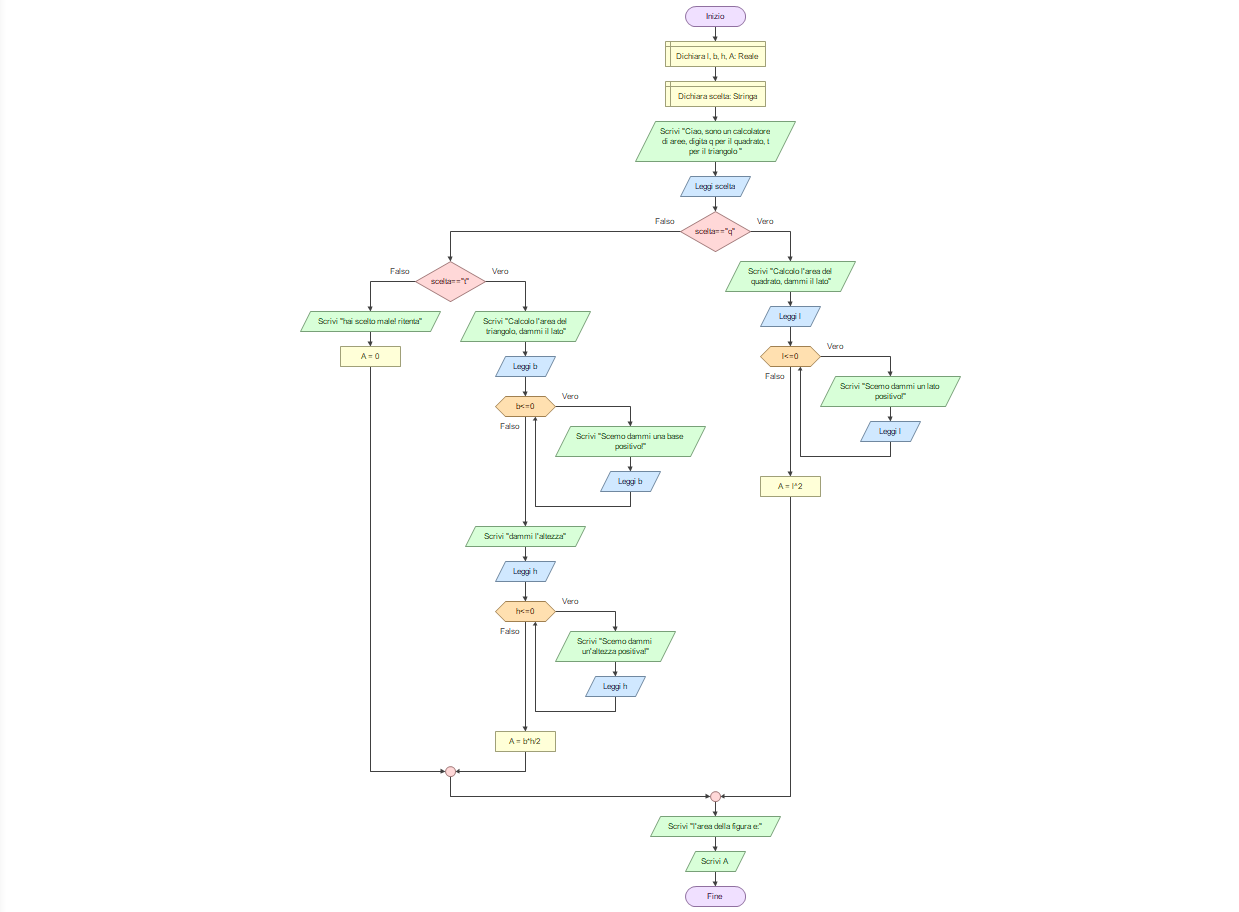 Inizio
Dichiara l, b, h, A: Reale
Dichiara scelta: Stringa
Scrivi "Ciao, sono un calcolatore
di aree, digita q per il quadrato, t
per il triangolo "
Leggi scelta
Falso
Vero
scelta=="q"
Falso
Vero
scelta=="t"
Scrivi "hai scelto male! ritenta"
A = 0
Scrivi "Calcolo l'area del
triangolo, dammi il lato"
Leggi b
Vero
b<=0
Falso
Scrivi "Scemo dammi una base
positivo!"
Leggi b
Scrivi "dammi l'altezza"
Leggi h
Vero
h<=0
Falso
Scrivi "Scemo dammi
un'altezza positiva!"
Leggi h
A = b*h/2
Scrivi "Calcolo l'area del
quadrato, dammi il lato"
Leggi l
Vero
l<=0
Falso
Scrivi "Scemo dammi un lato
positivo!"
Leggi l
A = l^2
Scrivi "l'area della figura e:"
Scrivi A
Fine